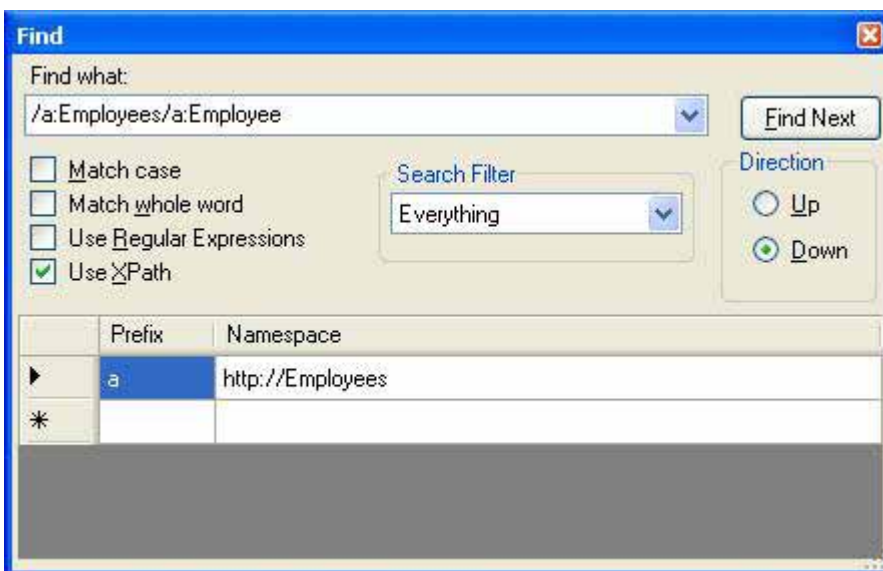 Find
Find what:
/a:Employees/a:Employee
Find Next
Match case
Match whole word
Use Regular Expressions
Use XPath
Search Filter
Everything
Direction
Up
Down
Prefix Namespace
a http://Employees